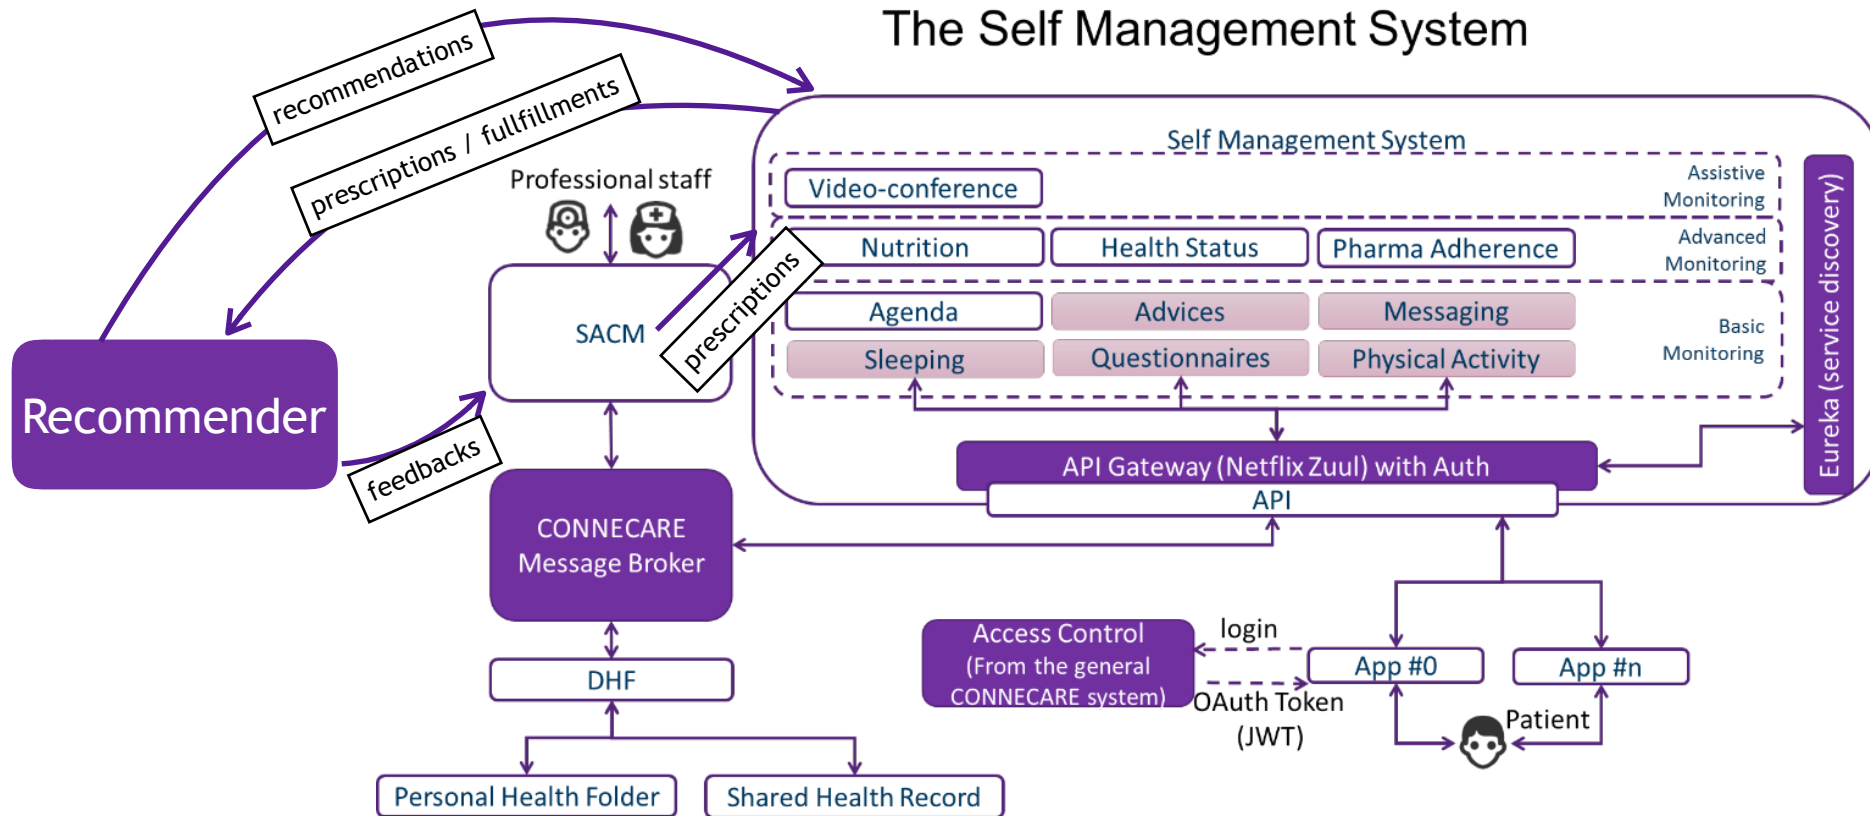 The Self Management System
recommendations
prescriptions / fullfillments
Professional staff
SACM
prescriptions
Recommender
feedbacks
CONNECARE
Message Broker
DHF
Personal Health Folder
Shared Health Record
Self Management System
Video-conference
Assistive
Monitoring
Nutrition
Health Status
Pharma Adherence
Advanced
Monitoring
Agenda
Advices
Messaging
Sleeping
Questionnaires
Physical Activity
Basic
Monitoring
Eureka (service discovery)
API Gateway (Netflix Zuul) with Auth
API
Access Control
(From the general
CONNECARE system)
login
OAuth Token
(JWT)
App #0
App #n
Patient